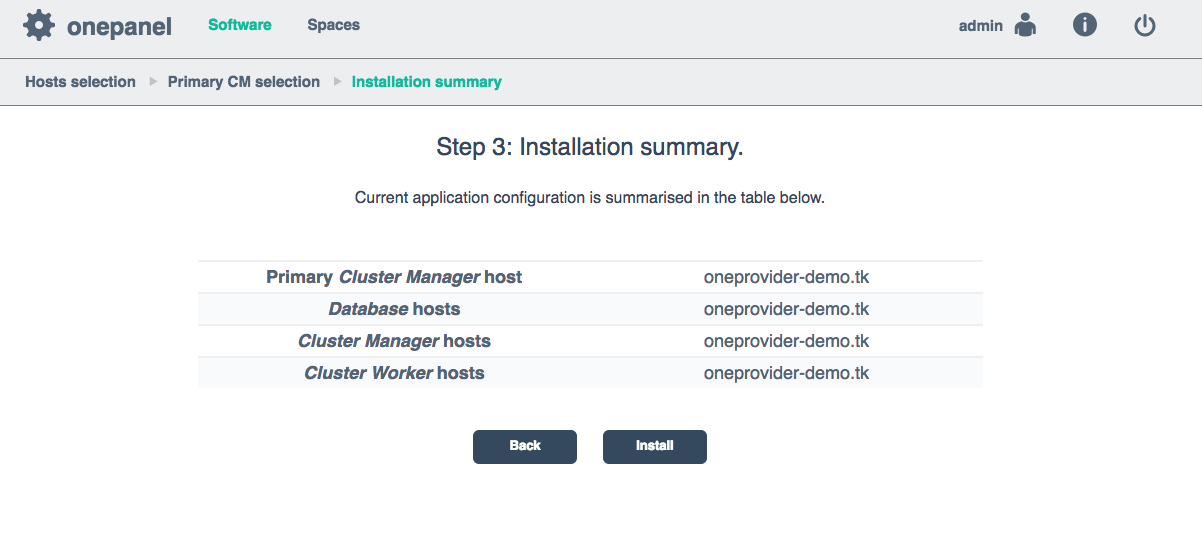 onepanel Software Spaces admin
Hosts selection Primary CM selection Installation summary
Step 3: Installation summary.
Current application configuration is summarised in the table below.
Primary Cluster Manager host oneprovider-demo.tk
Database hosts oneprovider-demo.tk
Cluster Manager hosts oneprovider-demo.tk
Cluster Worker hosts oneprovider-demo.tk
Back Install